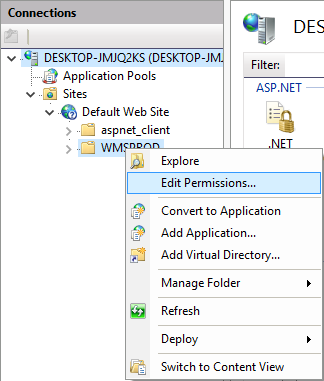 Connections
DESKTOP-JMJQ2KS (DESKTOP-JMJ
Application Pools
Sites
Default Web Site
aspnet_client
WMSPROD
DES
Filter:
ASP.NET
.NET
Explore
Edit Permissions...
Convert to Application
Add Application...
Add Virtual Directory...
Manage Folder
Refresh
Deploy
Switch to Content View